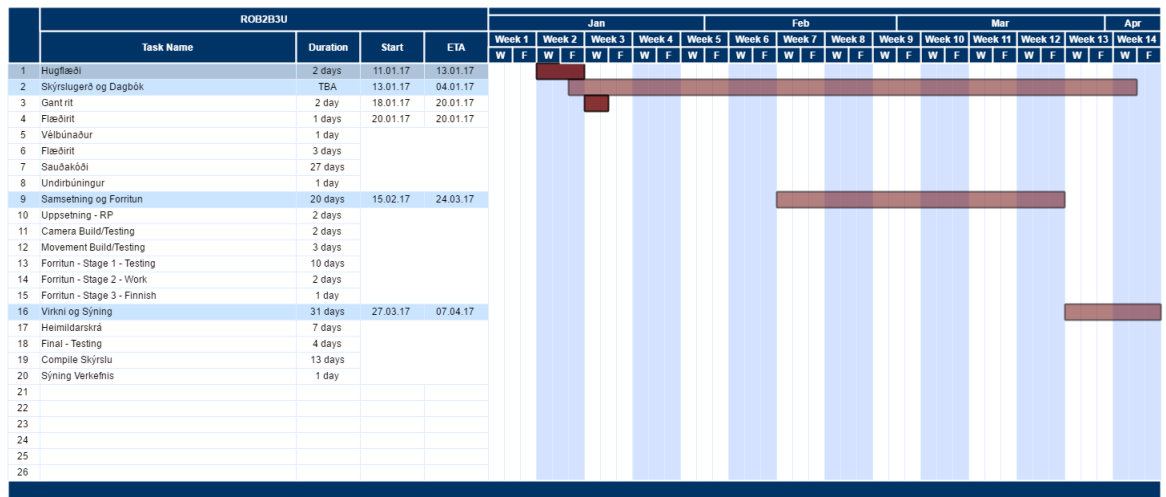 ROB2B3U
Jan Feb Mar Apr
Task Name Duration Start ETA Week 1 Week 2 Week 3 Week 4 Week 5 Week 6 Week 7 Week 8 Week 9 Week 10 Week 11 Week 12 Week 13 Week 14
W F W F W F W F W F W F W F W F W F W F W F W F W F W F
1 Hugflæði 2 days 11.01.17 13.01.17
2 Skýrslugerð og Dagbók TBA 13.01.17 04.01.17
3 Gant rit 2 day 18.01.17 20.01.17
4 Flæðirit 1 days 20.01.17 20.01.17
5 Vélbúnaður 1 day
6 Flæðirit 3 days
7 Sauðakóði 27 days
8 Undirbúningur 1 day
9 Samsetning og Forritun 20 days 15.02.17 24.03.17
10 Uppsetning - RP 2 days
11 Camera Build/Testing 2 days
12 Movement Build/Testing 3 days
13 Forritun - Stage 1 - Testing 10 days
14 Forritun - Stage 2 - Work 2 days
15 Forritun - Stage 3 - Finnish 1 day
16 Virkni og Sýning 31 days 27.03.17 07.04.17
17 Heimildarskrá 7 days
18 Final - Testing 4 days
19 Compile Skýrslu 13 days
20 Sýning Verkefnis 1 day
21
22
23
24
25
26